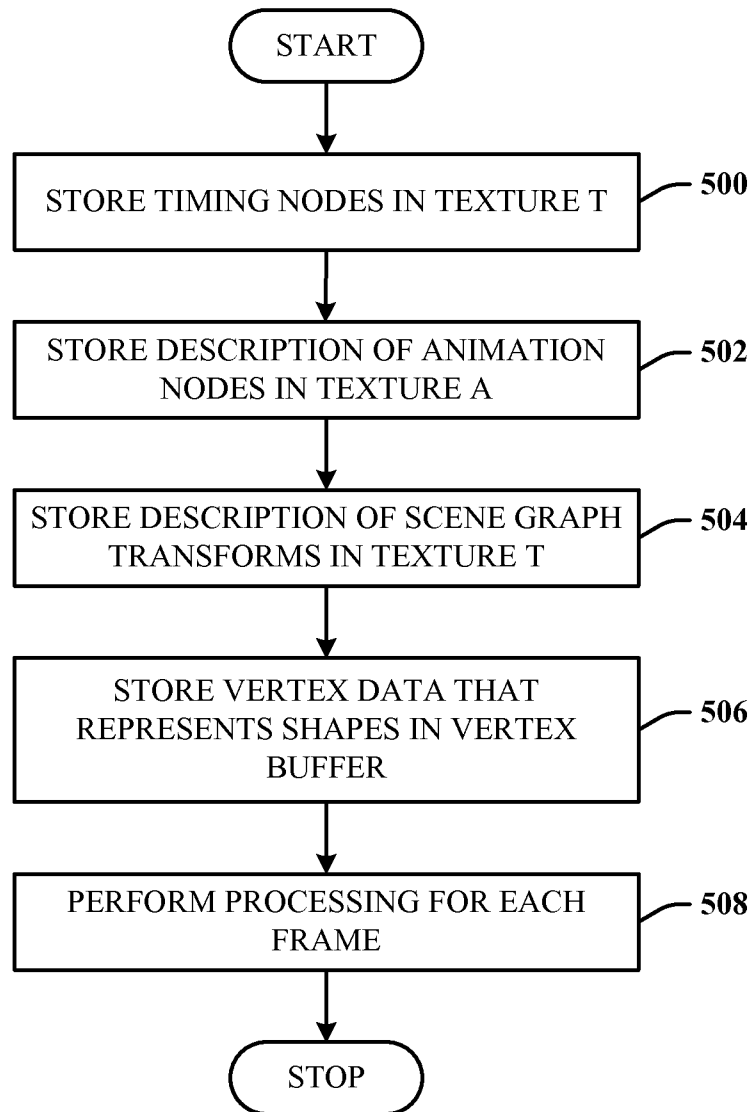 START
STORE TIMING NODES IN TEXTURE T
500
STORE DESCRIPTION OF ANIMATION
NODES IN TEXTURE A
502
STORE DESCRIPTION OF SCENE GRAPH
TRANSFORMS IN TEXTURE T
504
STORE VERTEX DATA THAT
REPRESENTS SHAPES IN VERTEX
BUFFER
506
PERFORM PROCESSING FOR EACH
FRAME
508
STOP